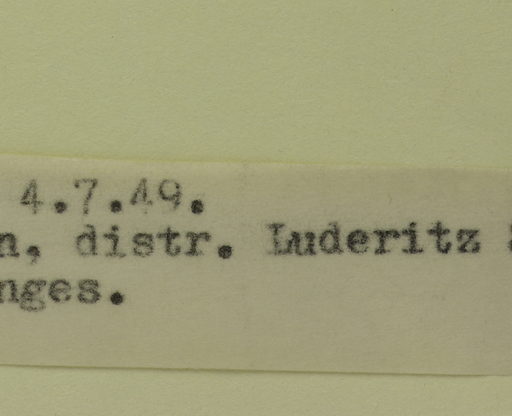 4.7.49.
n, distr. Luderitz
nges.